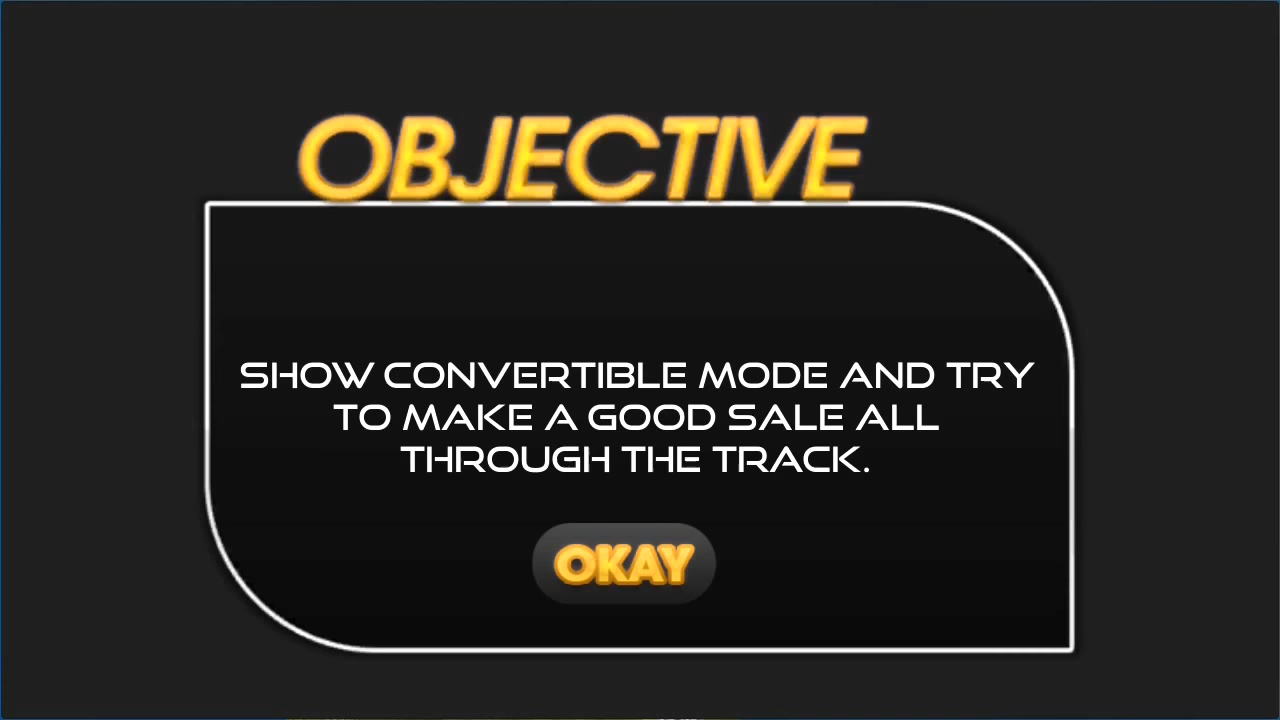 OBJECTIVE
SHOW CONVERTIBLE MODE AND TRY
TO MAKE A GOOD SALE ALL
THROUGH THE TRACK.
OKAY